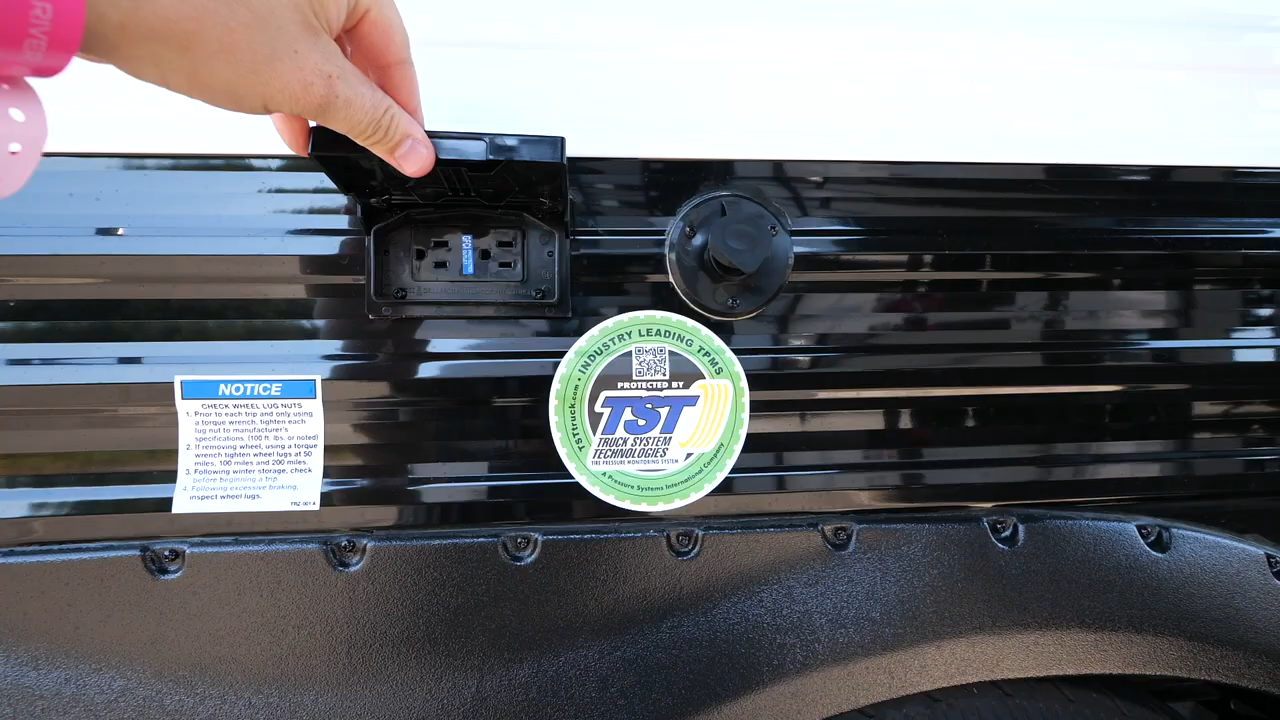 RIVER
GFCI
NOTICE
CHECK WHEEL LUG NUTS
1. Prior to each trip and only using
a torque wrench, tighten each
lug nut to manufacturer's
specifications. (100 ft. lbs. or noted)
2. If removing wheel, using a torque
wrench tighten wheel lugs at 50
miles, 100 miles and 200 miles.
3. Following winter storage, check
before beginning a trip.
4. Following excessive braking,
inspect wheel lugs.
FRZ-001A
TSTtruck.com • INDUSTRY LEADING TPMS
PROTECTED BY
TST
TRUCK SYSTEM
TECHNOLOGIES
TIRE PRESSURE MONITORING SYSTEM
A Pressure Systems International Company